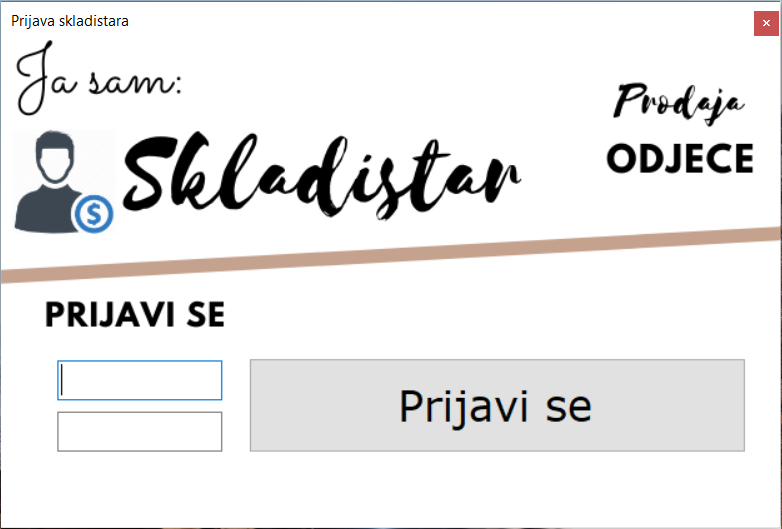 Prijava skladistara
Ja sam:
Skladistar
Prodaja
ODJECE
$
PRIJAVI SE
Prijavi se